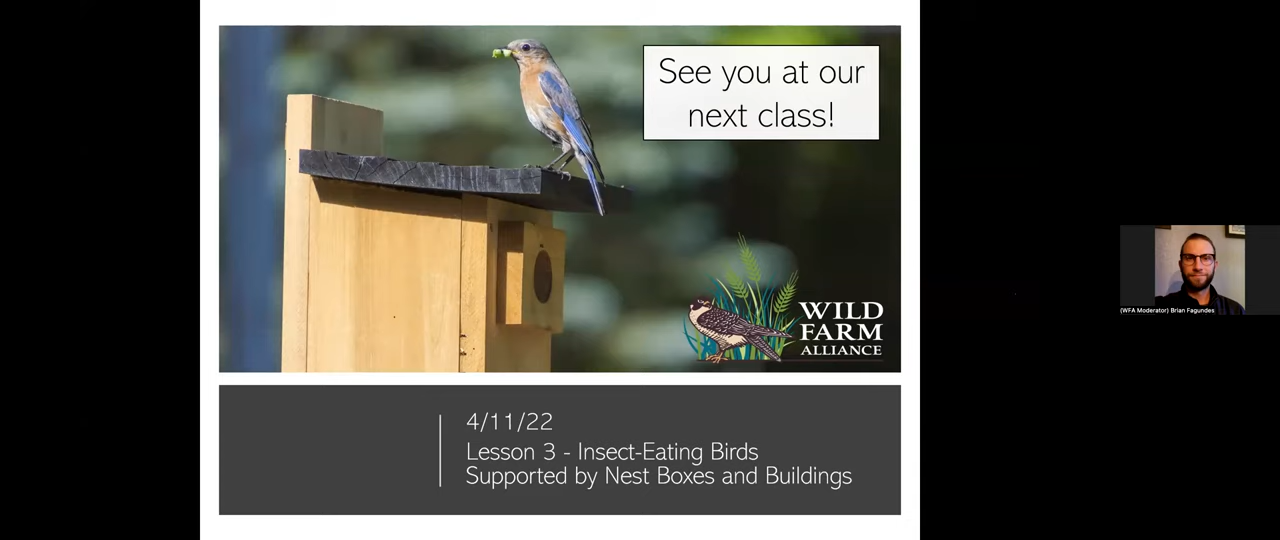 See you at our
next class!
WILD
FARM
ALLIANCE
4/11/22
Lesson 3 - Insect-Eating Birds
Supported by Nest Boxes and Buildings
(WFA Moderator) Brian Fagundes